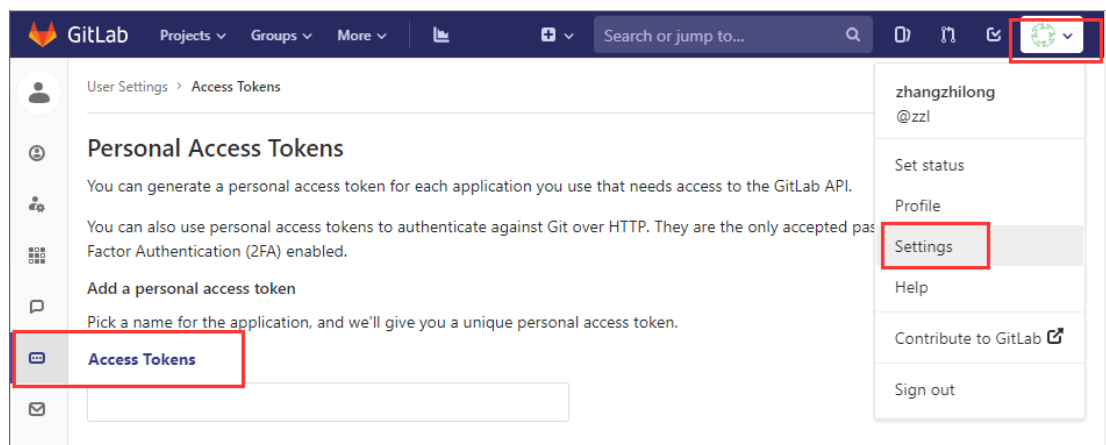 GitLab Projects Groups More Search or jump to...
User Settings > Access Tokens
Personal Access Tokens
You can generate a personal access token for each application you use that needs access to the GitLab API.
You can also use personal access tokens to authenticate against Git over HTTP. They are the only accepted pas
Factor Authentication (2FA) enabled.
Add a personal access token
Pick a name for the application, and we'll give you a unique personal access token.
Access Tokens
zhangzhilong
@zzl
Set status
Profile
Settings
Help
Contribute to GitLab
Sign out